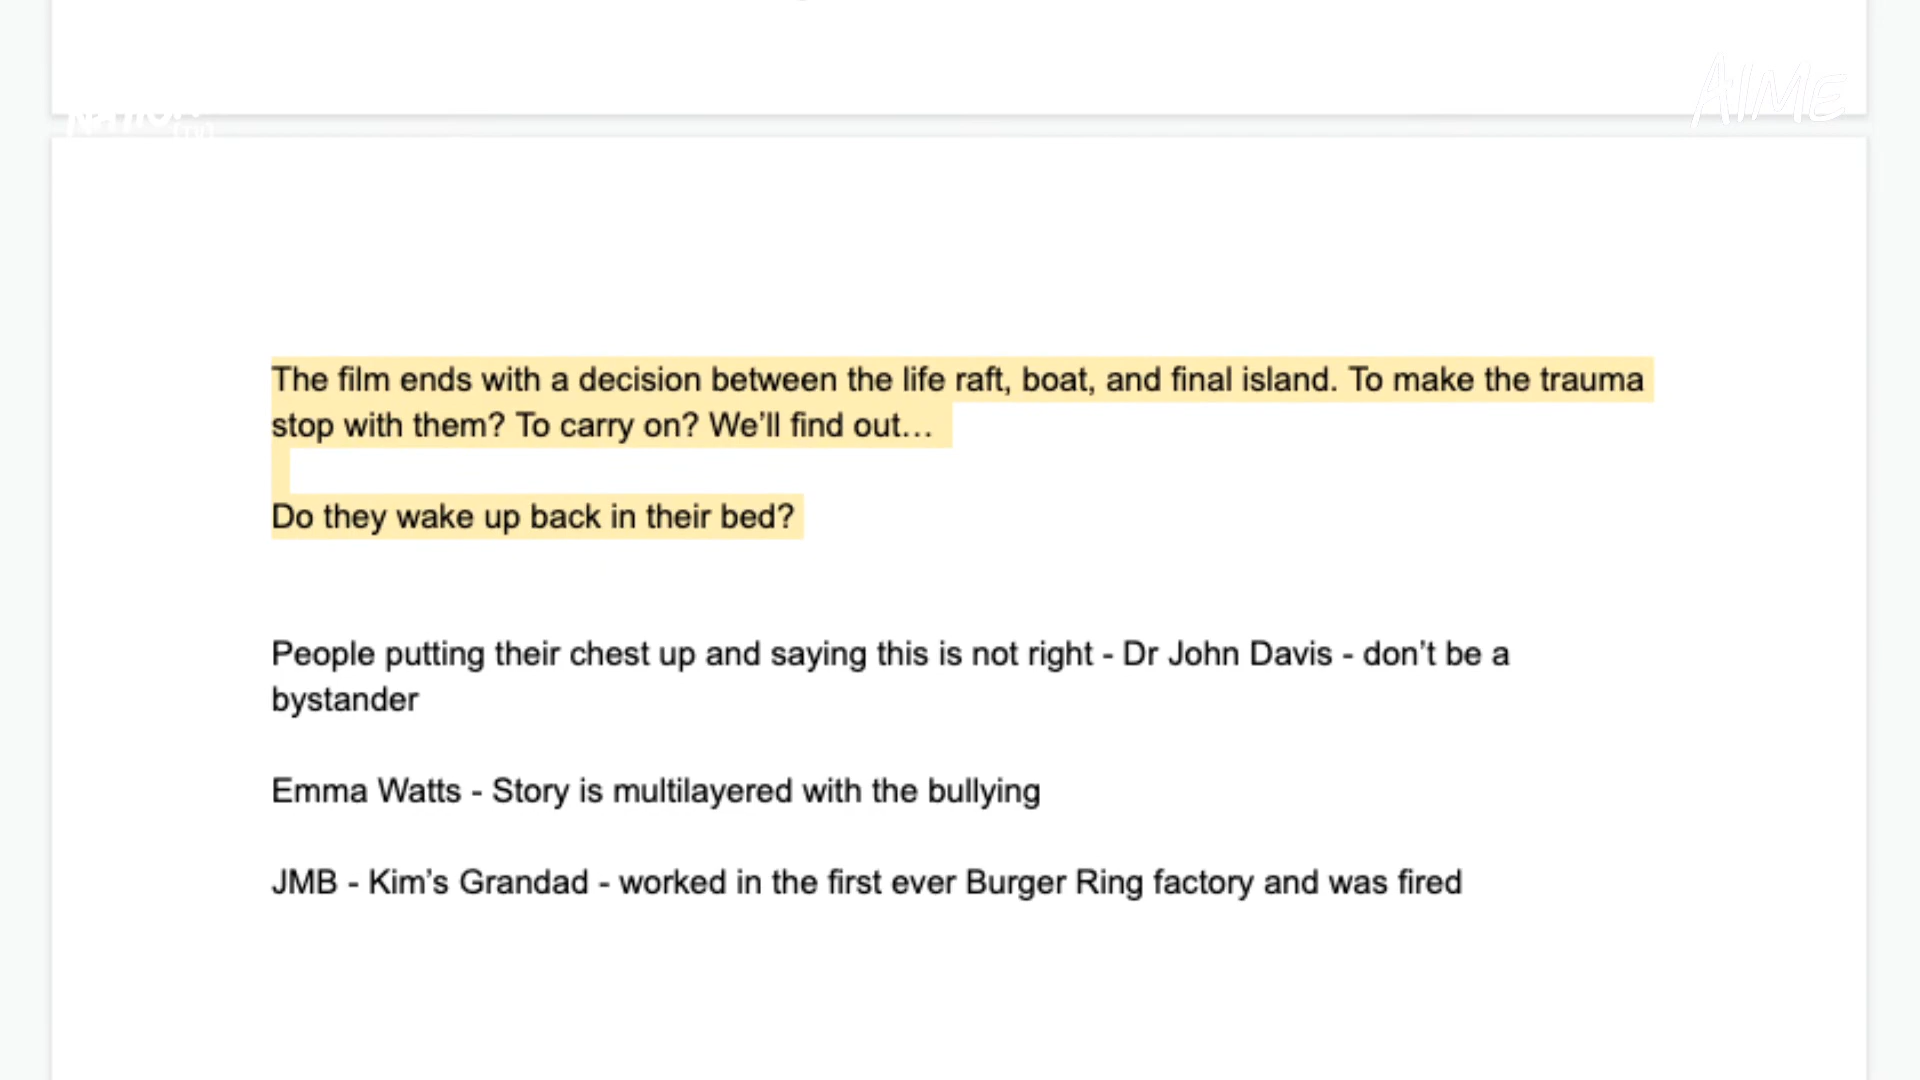 AIME
NATION
[TV]
The film ends with a decision between the life raft, boat, and final island. To make the trauma
stop with them? To carry on? We’ll find out…
Do they wake up back in their bed?
People putting their chest up and saying this is not right - Dr John Davis - don’t be a
bystander
Emma Watts - Story is multilayered with the bullying
JMB - Kim’s Grandad - worked in the first ever Burger Ring factory and was fired